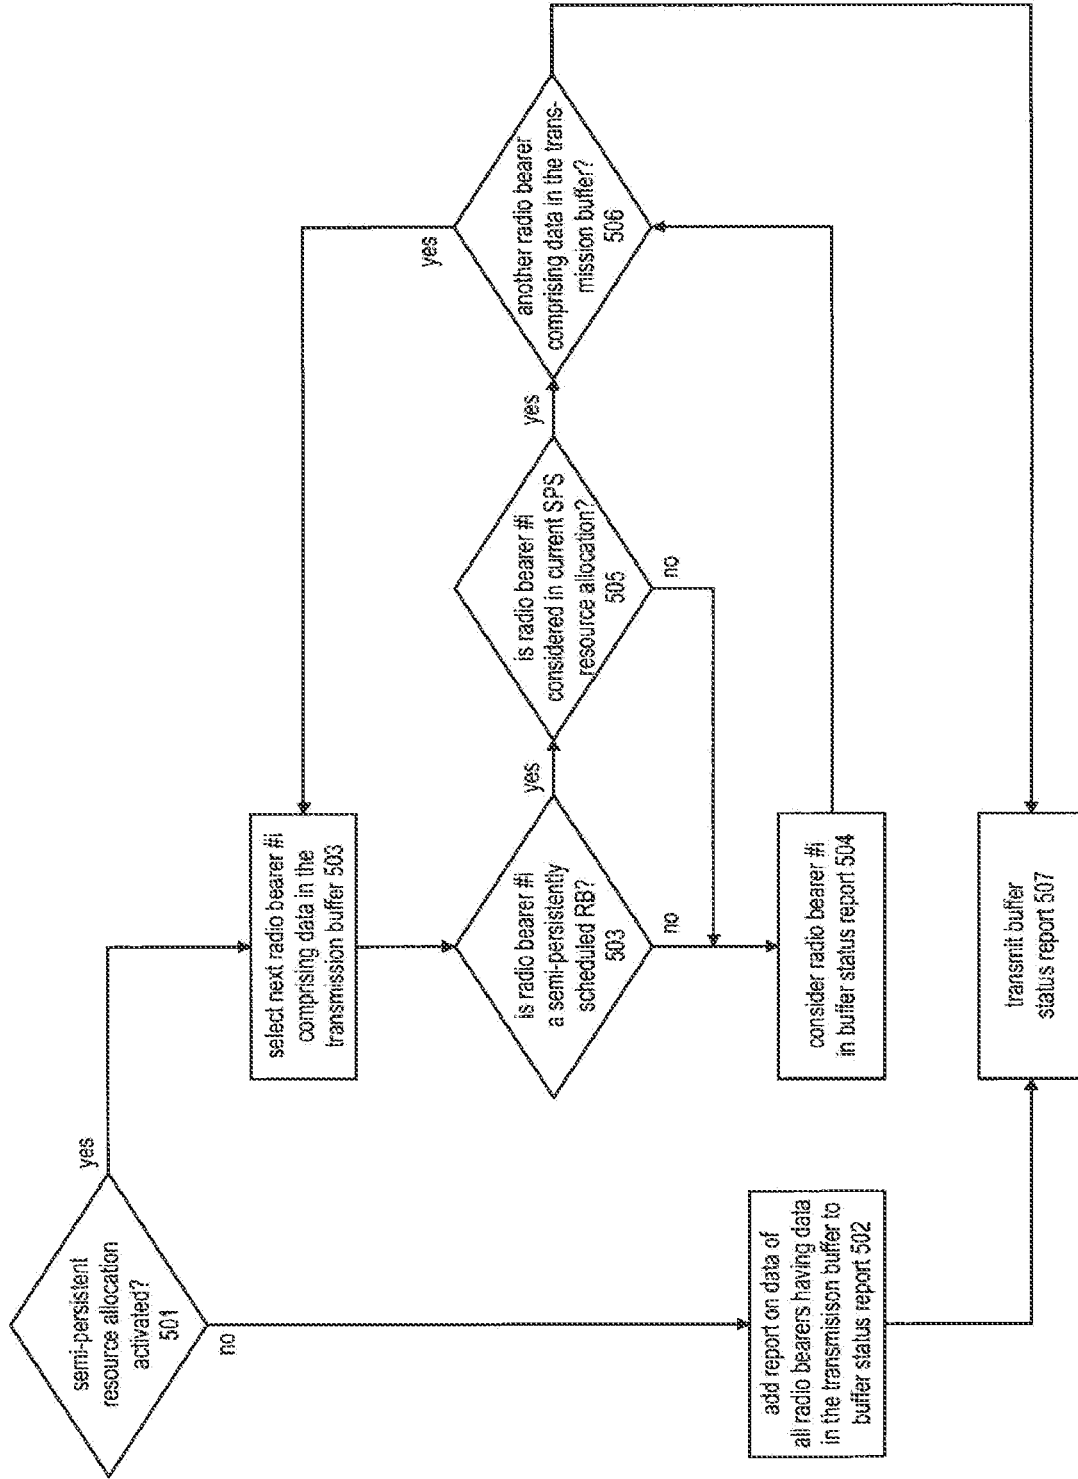 semi-persistent
resource allocation
activated?
501
yes
no
select next radio bearer #i
comprising data in the
transmission buffer 503
is radio bearer #i
a semi-persistently
scheduled RB?
503
yes
no
is radio bearer #i
considered in current SPS
resource allocation?
505
yes
no
another radio bearer
comprising data in the trans-
mission buffer?
506
yes
consider radio bearer #i
in buffer status report 504
add report on data of
all radio bearers having data
in the transmisison buffer to
buffer status report 502
transmit buffer
status report 507